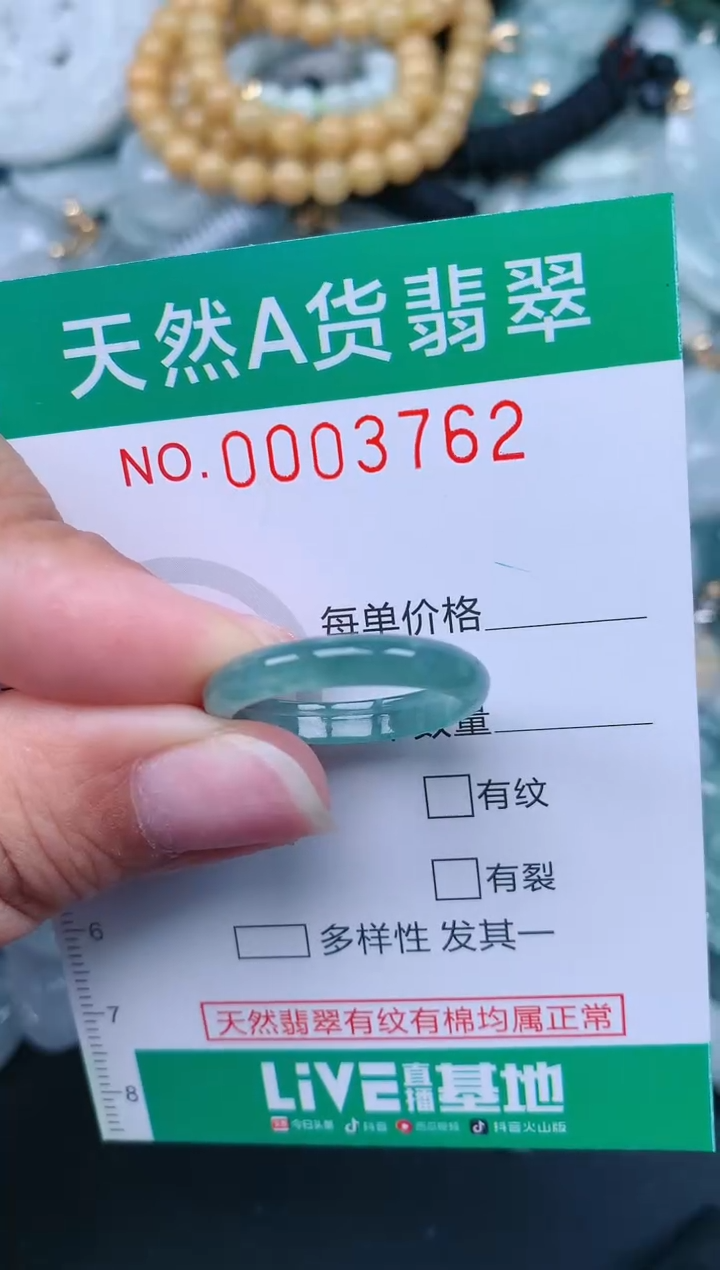 天然A货翡翠
NO.0003762
每单价格
数量
有纹
有裂
多样性 发其一
天然翡翠有纹有棉均属正常
6
7
8
LiVE直播基地
今日头条 抖音 西瓜视频 抖音火山版